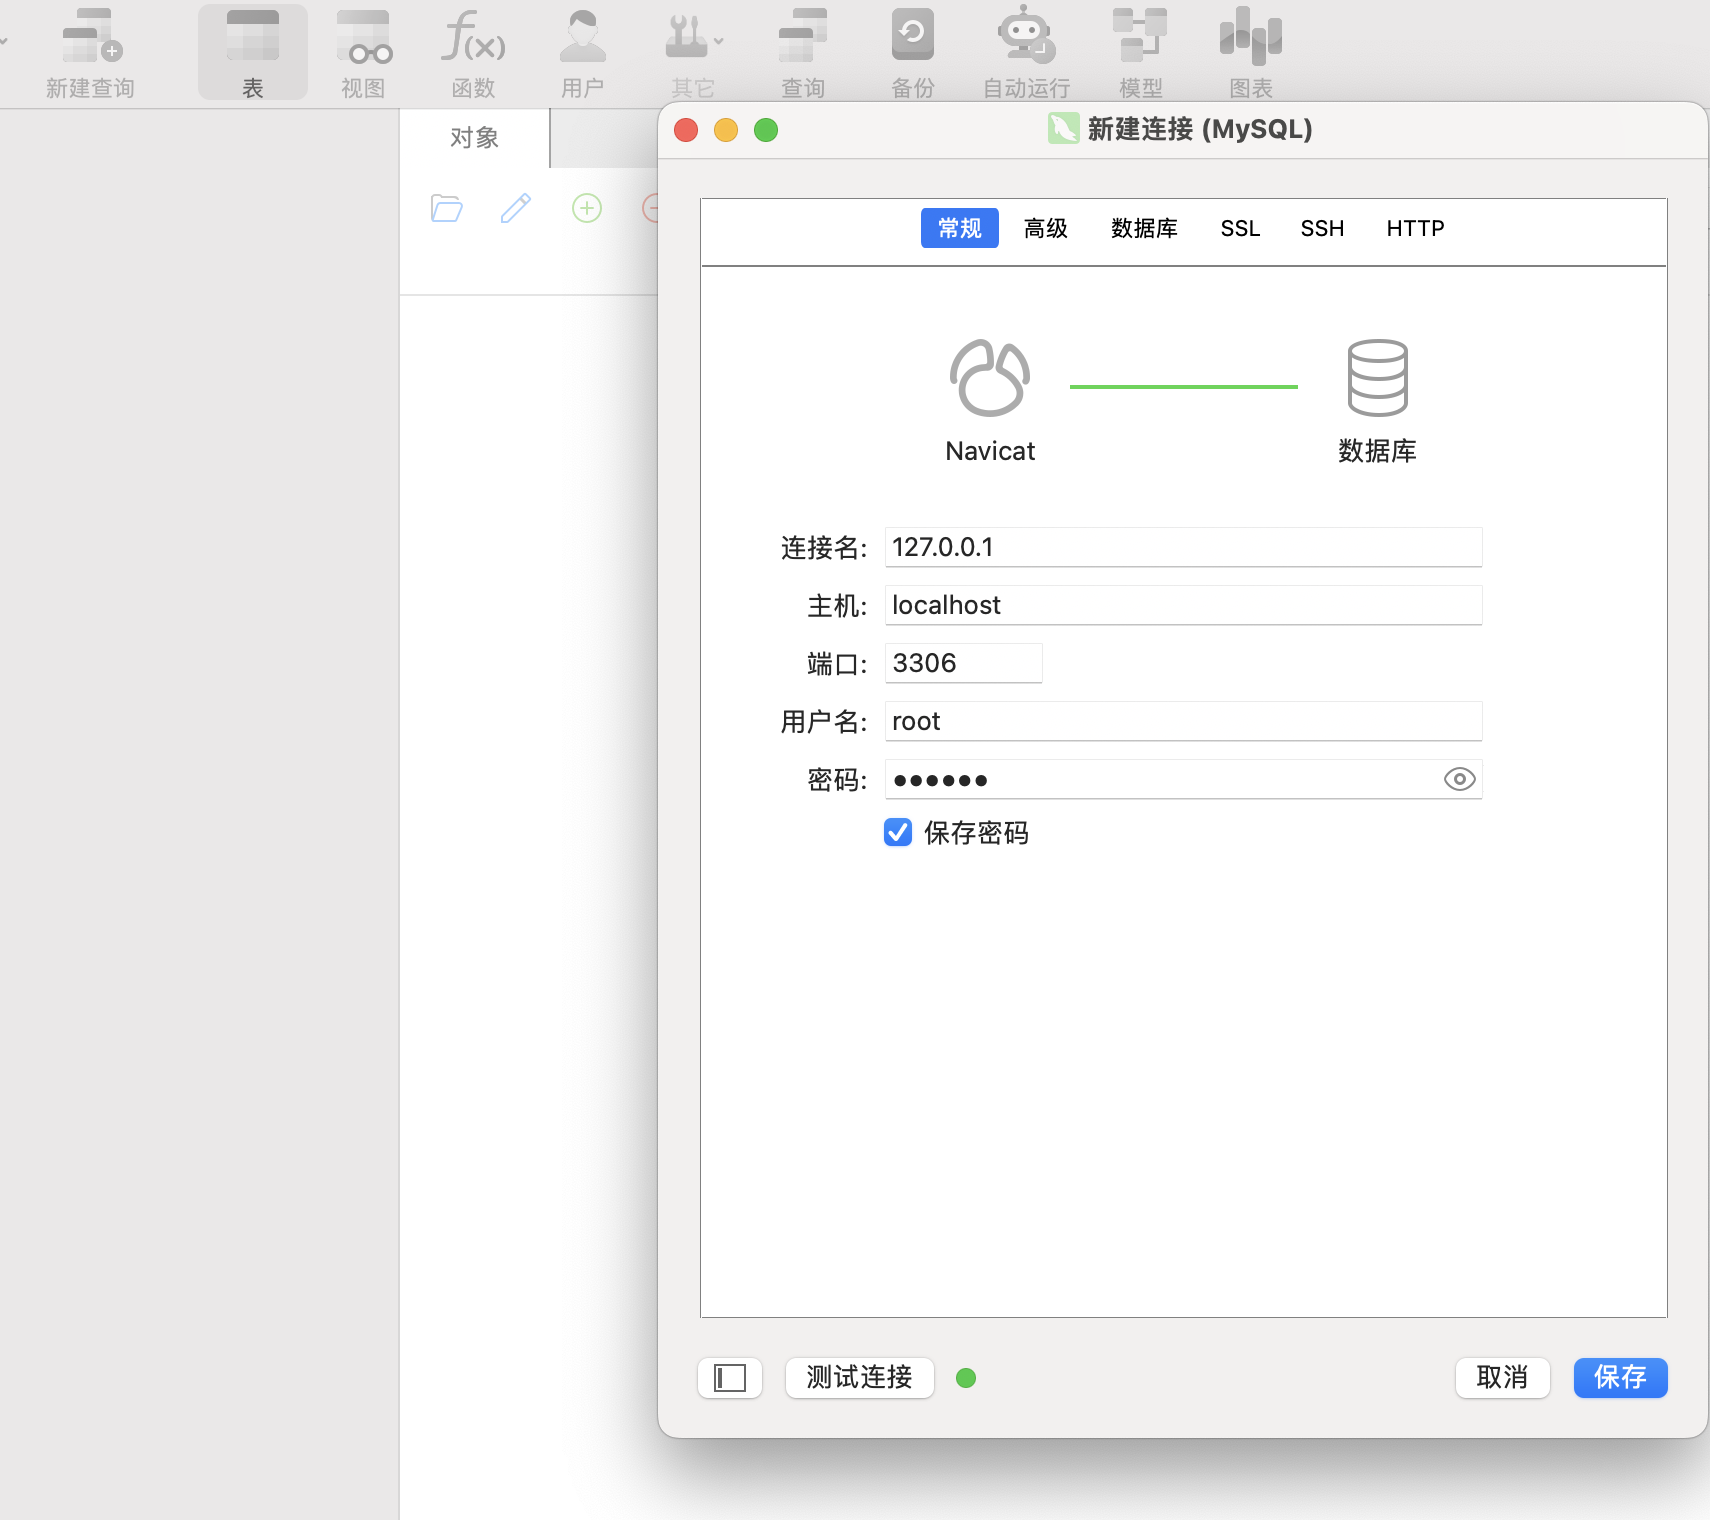 新建查询
表
视图
函数
用户
其它
查询
备份
自动运行
模型
图表
对象
新建连接 (MySQL)
常规 高级 数据库 SSL SSH HTTP
Navicat
数据库
连接名: 127.0.0.1
主机: localhost
端口: 3306
用户名: root
密码: ●●●●●●
保存密码
测试连接
取消
保存